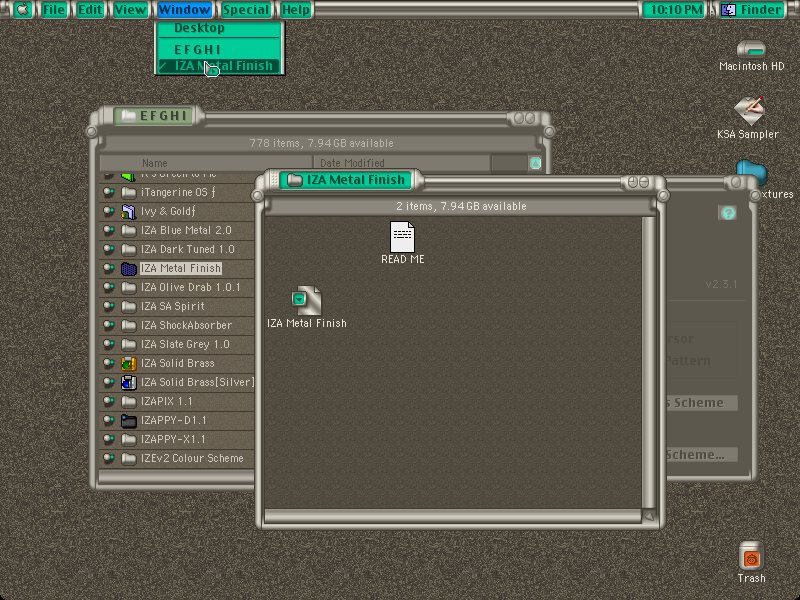 File Edit View Window Special Help 10:10 PM Finder
Desktop
E F G H I
✓ IZA Metal Finish
Macintosh HD
KSA Sampler
xtures
E F G H I
778 items, 7.94 GB available
Name Date Modified
iTangerine OS ƒ
Ivy & Goldƒ
IZA Blue Metal 2.0
IZA Dark Tuned 1.0
IZA Metal Finish
IZA Olive Drab 1.0.1
IZA SA Spirit
IZA ShockAbsorber
IZA Slate Grey 1.0
IZA Solid Brass
IZA Solid Brass[Silver]
IZAPIX 1.1
IZAPPY-D1.1
IZAPPY-X1.1
IZEv2 Colour Scheme
IZA Metal Finish
2 items, 7.94 GB available
READ ME
IZA Metal Finish
v2.3.1
rsor
Pattern
s Scheme
Scheme...
Trash